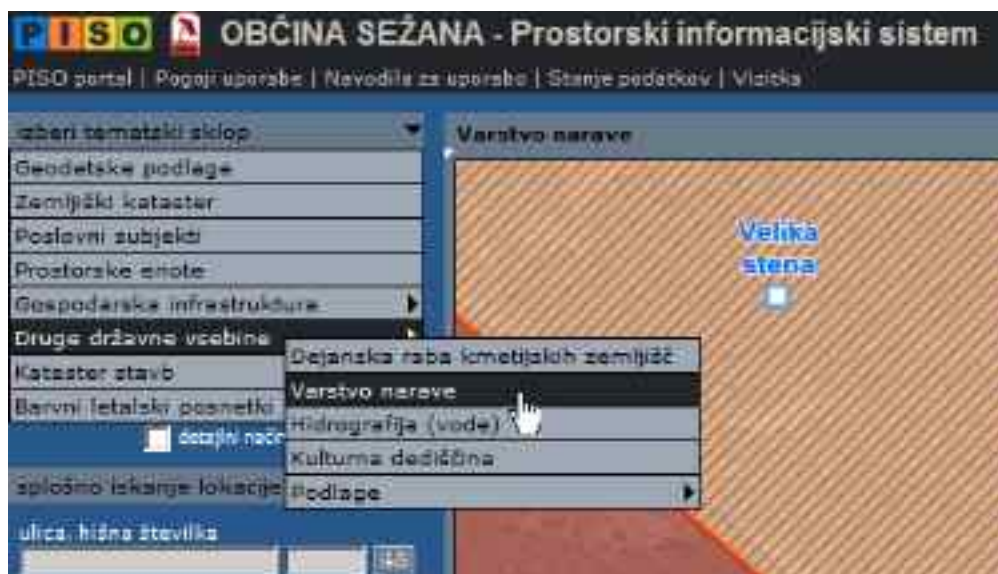 PISO OBČINA SEŽANA - Prostorski informacijski sistem
PISO portal | Pogoji uporabe | Navodila za uporabo | Stanje podatkov | Vizitka
izberi tematski sklop
Varstvo narave
Geodetske podlage
Zemljiški kataster
Poslovni subjekti
Prostorske enote
Gospodarska infrastruktura
Druge državne vsebine
Kataster stavb
Barvni letalski posnetki
detajlni nači
Dejanska raba kmetijskih zemljišč
Varstvo narave
Hidrografija (vode)
Kulturna dediščina
Podlage
splošno iskanje lokacije
ulica, hišna številka
Velika
stena